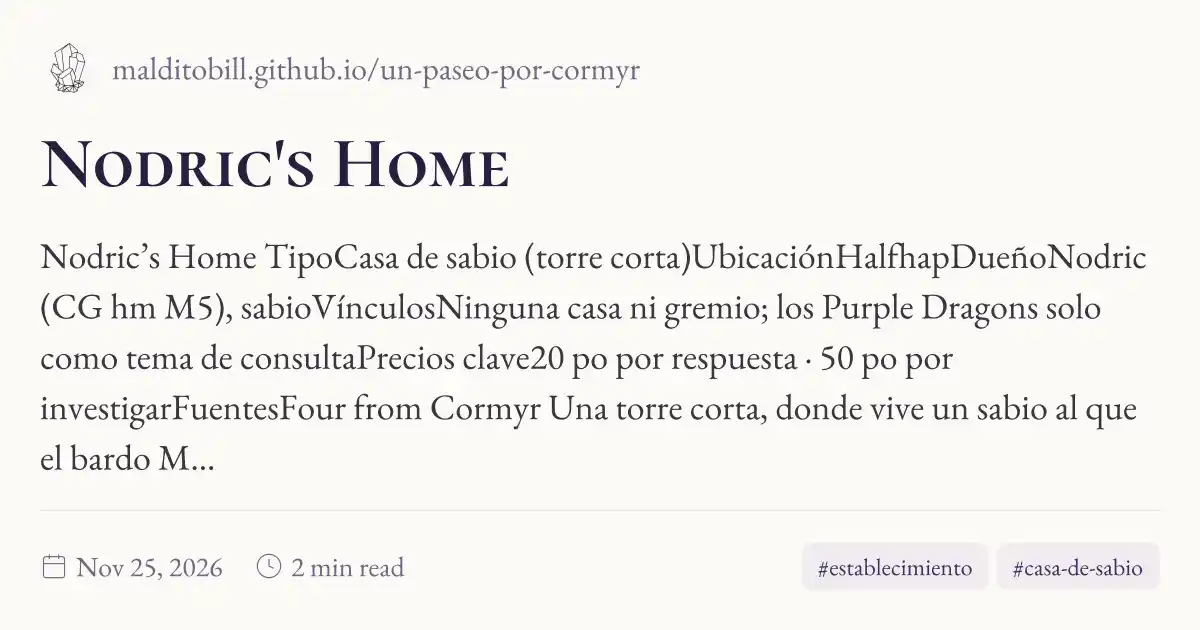 malditobill.github.io/un-paseo-por-cormyr
Nodric's Home
Nodric’s Home TipoCasa de sabio (torre corta)UbicaciónHalfhapDueñoNodric
(CG hm M5), sabioVínculosNinguna casa ni gremio; los Purple Dragons solo
como tema de consultaPrecios clave20 po por respuesta · 50 po por
investigarFuentesFour from Cormyr Una torre corta, donde vive un sabio al que
el bardo M...
Nov 25, 2026 2 min read #establecimiento #casa-de-sabio